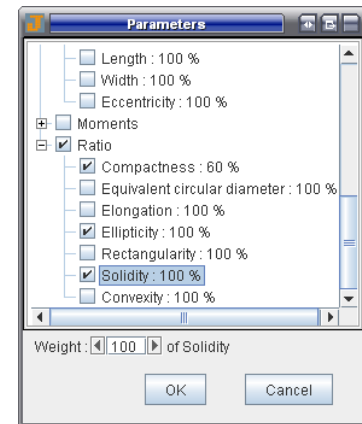 Parameters
Length : 100 %
Width : 100 %
Eccentricity : 100 %
Moments
Ratio
Compactness : 60 %
Equivalent circular diameter : 100 %
Elongation : 100 %
Ellipticity : 100 %
Rectangularity : 100 %
Solidity : 100 %
Convexity : 100 %
Weight : 100 of Solidity
OK Cancel